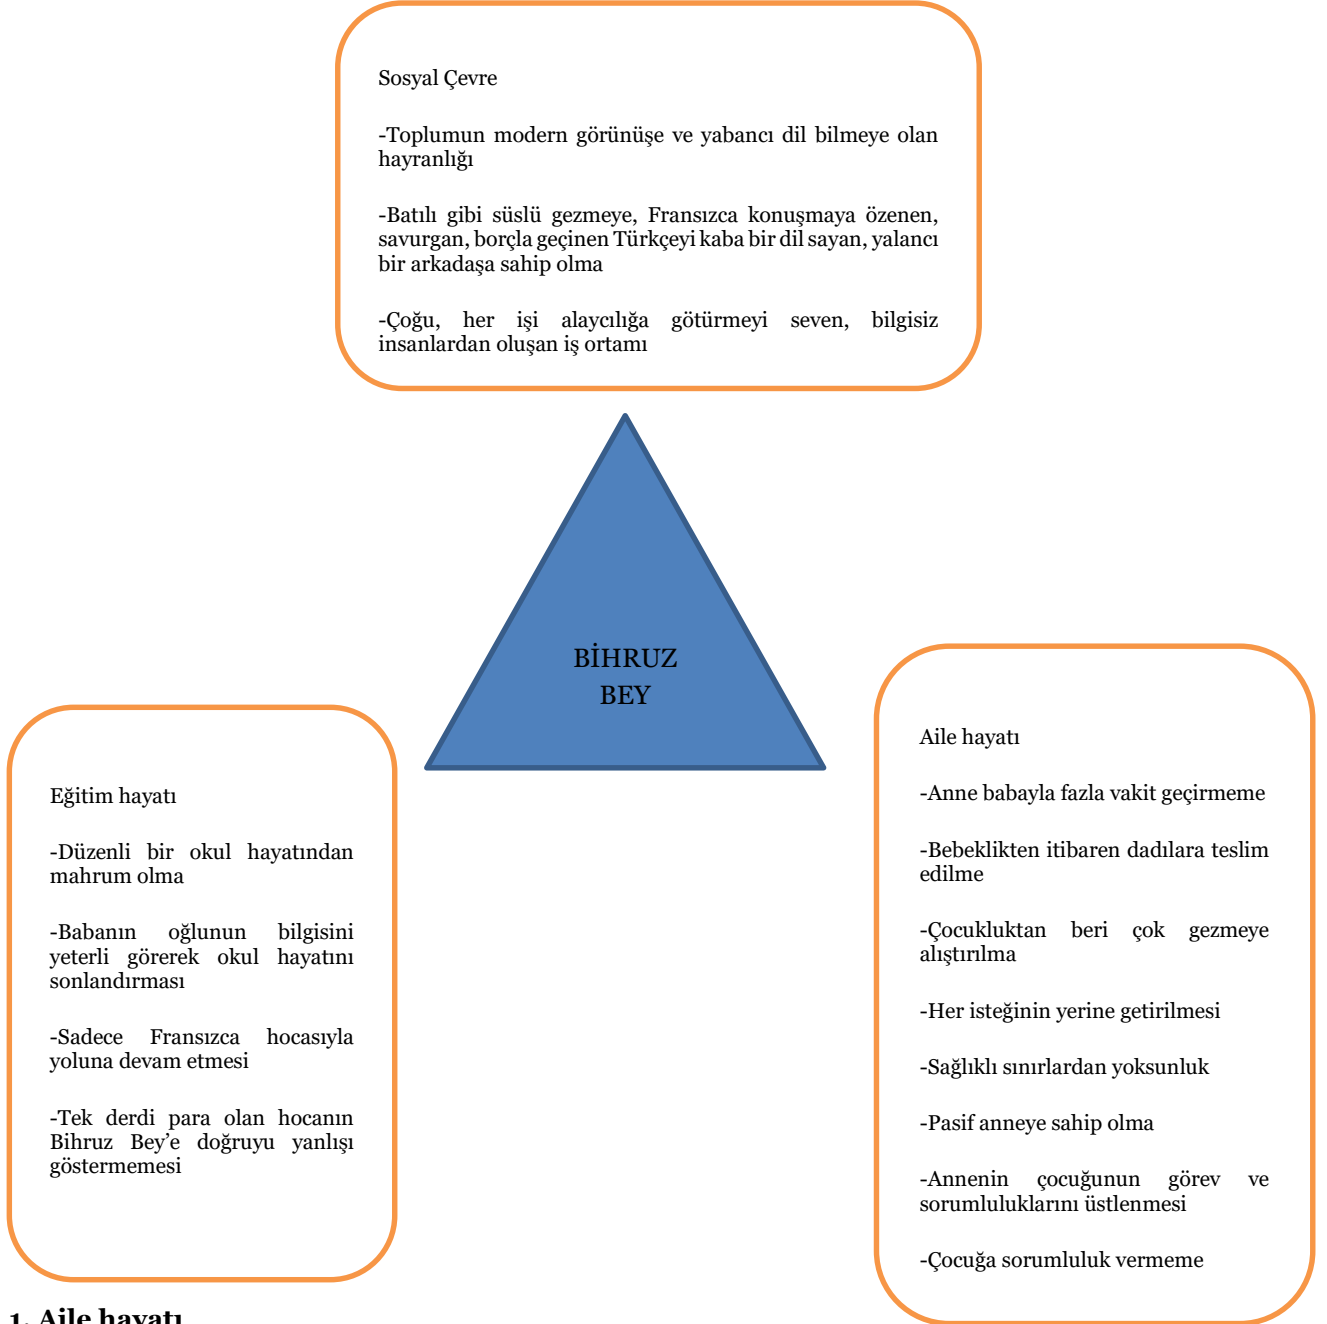 Sosyal Çevre
-Toplumun modern görünüşe ve yabancı dil bilmeye olan
hayranlığı
-Batılı gibi süslü gezmeye, Fransızca konuşmaya özenen,
savurgan, borçla geçinen Türkçeyi kaba bir dil sayan, yalancı
bir arkadaşa sahip olma
-Çoğu, her işi alaycılığa götürmeyi seven, bilgisiz
insanlardan oluşan iş ortamı
BİHRUZ
BEY
Eğitim hayatı
-Düzenli bir okul hayatından
mahrum olma
-Babanın oğlunun bilgisini
yeterli görerek okul hayatını
sonlandırması
-Sadece Fransızca hocasıyla
yoluna devam etmesi
-Tek derdi para olan hocanın
Bihruz Bey’e doğruyu yanlışı
göstermemesi
Aile hayatı
-Anne babayla fazla vakit geçirmeme
-Bebeklikten itibaren dadılara teslim
edilme
-Çocukluktan beri çok gezmeye
alıştırılma
-Her isteğinin yerine getirilmesi
-Sağlıklı sınırlardan yoksunluk
-Pasif anneye sahip olma
-Annenin çocuğunun görev ve
sorumluluklarını üstlenmesi
-Çocuğa sorumluluk vermeme
1. Aile hayatı